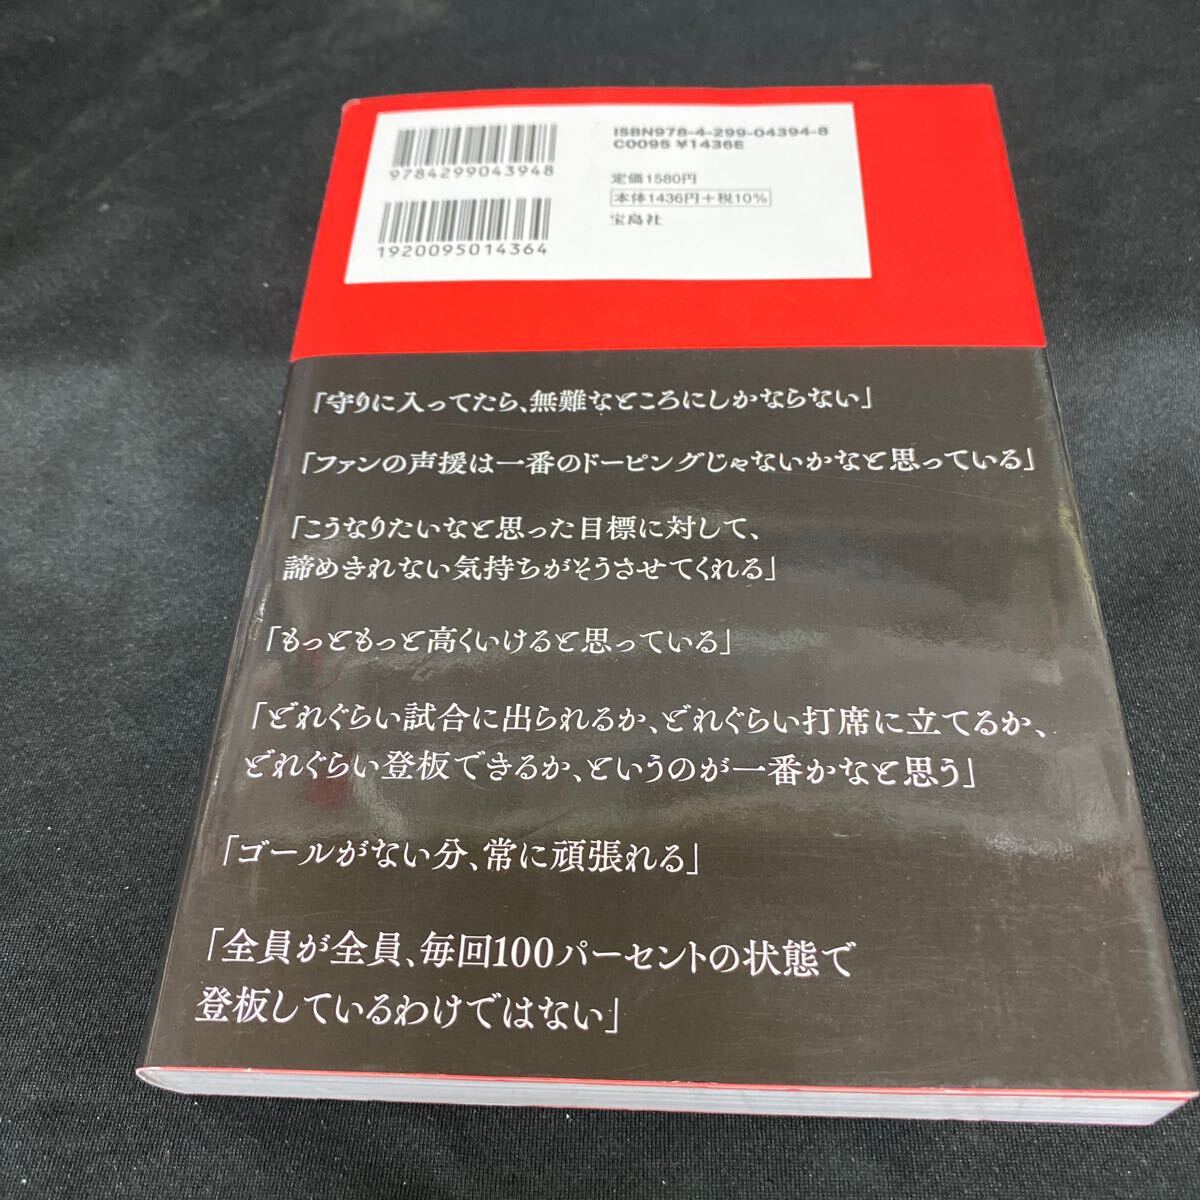 ISBN978-4-299-04394-8
C0095 ¥1436E
9784299043948
定価1580円
本体1436円+税10%
宝島社
1920095014364
「守りに入ってたら、無難なところにしかならない」
「ファンの声援は一番のドーピングじゃないかなと思っている」
「こうなりたいなと思った目標に対して、
諦めきれない気持ちがそうさせてくれる」
「もっともっと高くいけると思っている」
「どれぐらい試合に出られるか、どれぐらい打席に立てるか、
どれぐらい登板できるか、というのが一番かなと思う」
「ゴールがない分、常に頑張れる」
「全員が全員、毎回100パーセントの状態で
登板しているわけではない」